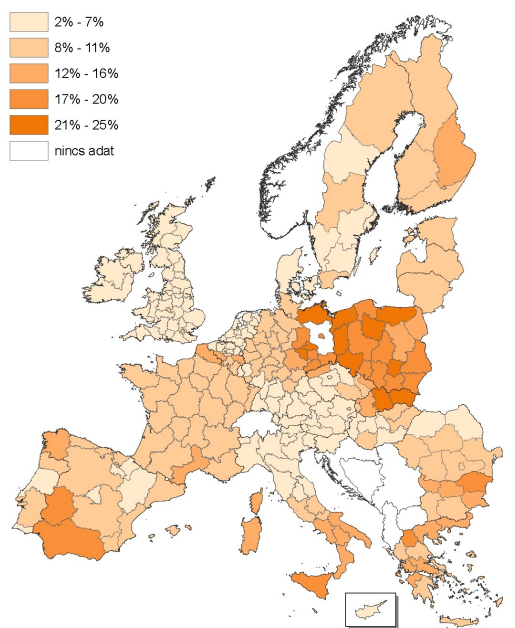 2% - 7%
8% - 11%
12% - 16%
17% - 20%
21% - 25%
nincs adat